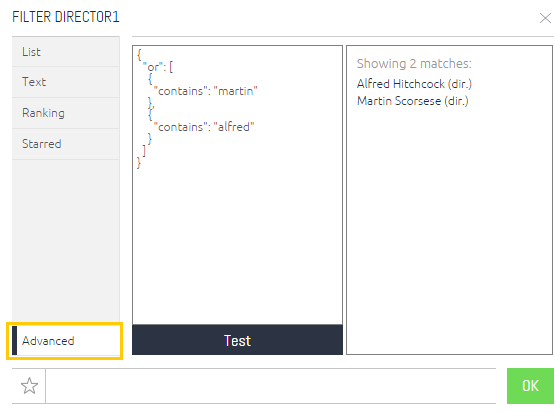 FILTER DIRECTOR1
List
Text
Ranking
Starred
Advanced
{
"or": [
{
"contains": "martin"
},
{
"contains": "alfred"
}
]
}
Test
Showing 2 matches:
Alfred Hitchcock (dir.)
Martin Scorsese (dir.)
OK